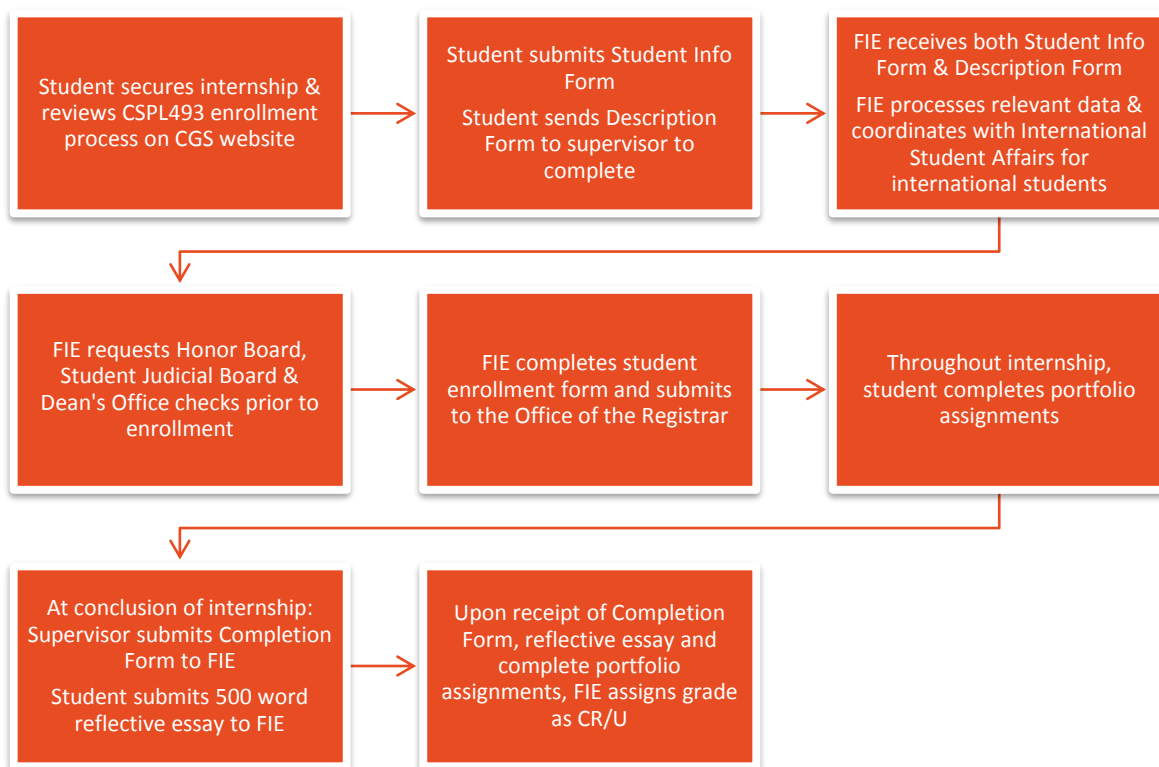 Student secures internship &
reviews CSPL493 enrollment
process on CGS website
Student submits Student Info
Form
Student sends Description
Form to supervisor to
complete
FIE receives both Student Info
Form & Description Form
FIE processes relevant data &
coordinates with International
Student Affairs for
international students
FIE requests Honor Board,
Student Judicial Board &
Dean's Office checks prior to
enrollment
FIE completes student
enrollment form and submits
to the Office of the Registrar
Throughout internship,
student completes portfolio
assignments
At conclusion of internship:
Supervisor submits Completion
Form to FIE
Student submits 500 word
reflective essay to FIE
Upon receipt of Completion
Form, reflective essay and
complete portfolio
assignments, FIE assigns grade
as CR/U